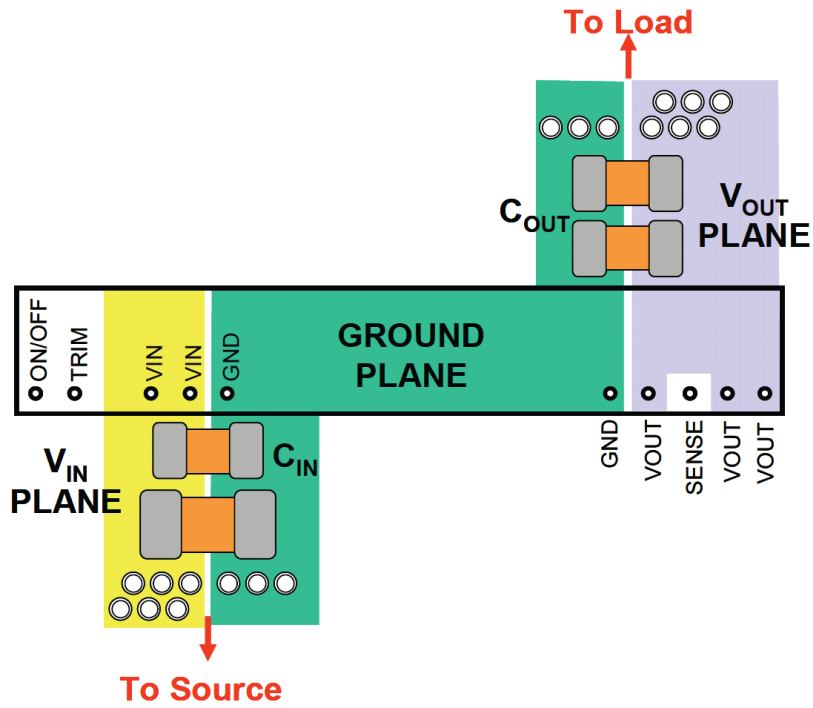 To Load
COUT
VOUT
PLANE
ON/OFF
TRIM
VIN
VIN
GND
GROUND
PLANE
GND
VOUT
SENSE
VOUT
VOUT
VIN
PLANE
CIN
To Source